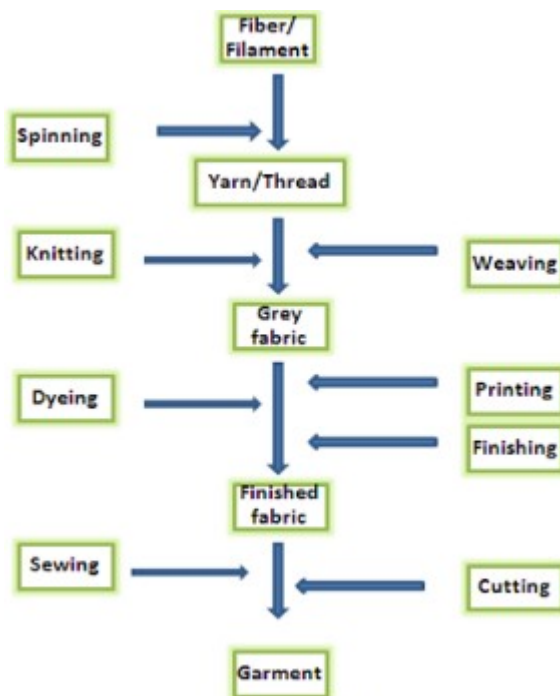 Fiber/
Filament
Spinning
Yarn/Thread
Knitting
Weaving
Grey
fabric
Dyeing
Printing
Finishing
Finished
fabric
Sewing
Cutting
Garment